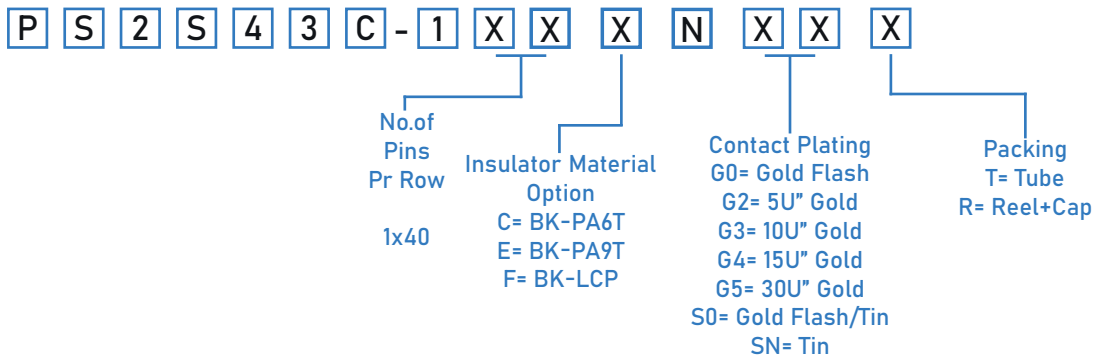 P S 2 S 4 3 C - 1 X X X N X X X
No.of
Pins
Pr Row
1x40
Insulator Material
Option
C= BK-PA6T
E= BK-PA9T
F= BK-LCP
Contact Plating
G0= Gold Flash
G2= 5U” Gold
G3= 10U” Gold
G4= 15U” Gold
G5= 30U” Gold
S0= Gold Flash/Tin
SN= Tin
Packing
T= Tube
R= Reel+Cap